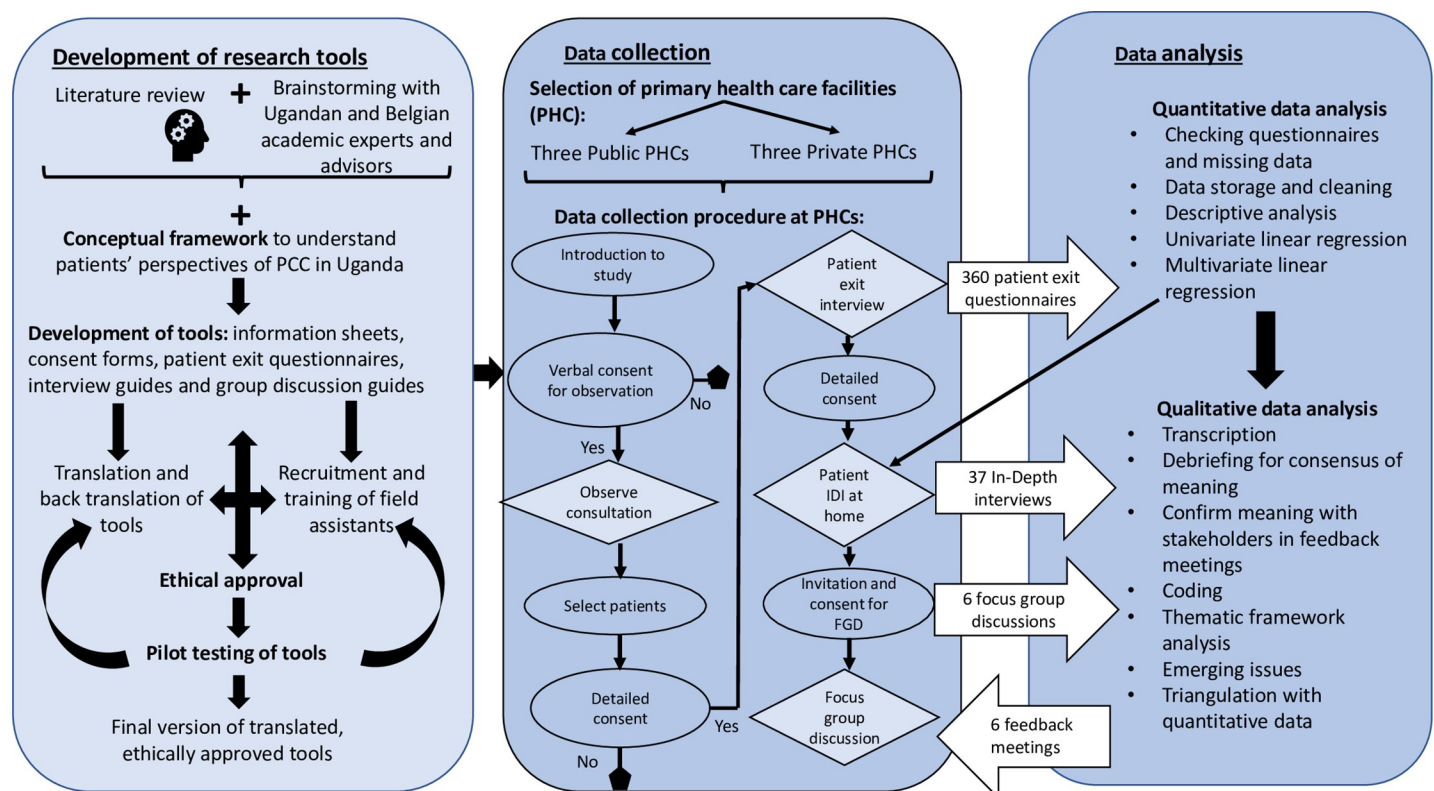 Development of research tools
Literature review
+
Brainstorming with
Ugandan and Belgian
academic experts and
advisors
+
Conceptual framework to understand
patients' perspectives of PCC in Uganda
Development of tools: information sheets,
consent forms, patient exit questionnaires,
interview guides and group discussion guides
Translation and
back translation of
tools
Recruitment and
training of field
assistants
Ethical approval
Pilot testing of tools
Final version of translated,
ethically approved tools
Data collection
Selection of primary health care facilities
(PHC):
Three Public PHCs
Three Private PHCs
Data collection procedure at PHCs:
Introduction to
study
Verbal consent
for observation
No
Yes
Observe
consultation
Select patients
Detailed
consent
Yes
No
Patient
exit
interview
Detailed
consent
Patient
IDI at
home
Invitation and
consent for
FGD
Focus
group
discussion
360 patient exit
questionnaires
37 In-Depth
interviews
6 focus group
discussions
6 feedback
meetings
Data analysis
Quantitative data analysis
• Checking questionnaires
and missing data
• Data storage and cleaning
• Descriptive analysis
• Univariate linear regression
• Multivariate linear
regression
Qualitative data analysis
• Transcription
• Debriefing for consensus of
meaning
• Confirm meaning with
stakeholders in feedback
meetings
• Coding
• Thematic framework
analysis
• Emerging issues
• Triangulation with
quantitative data